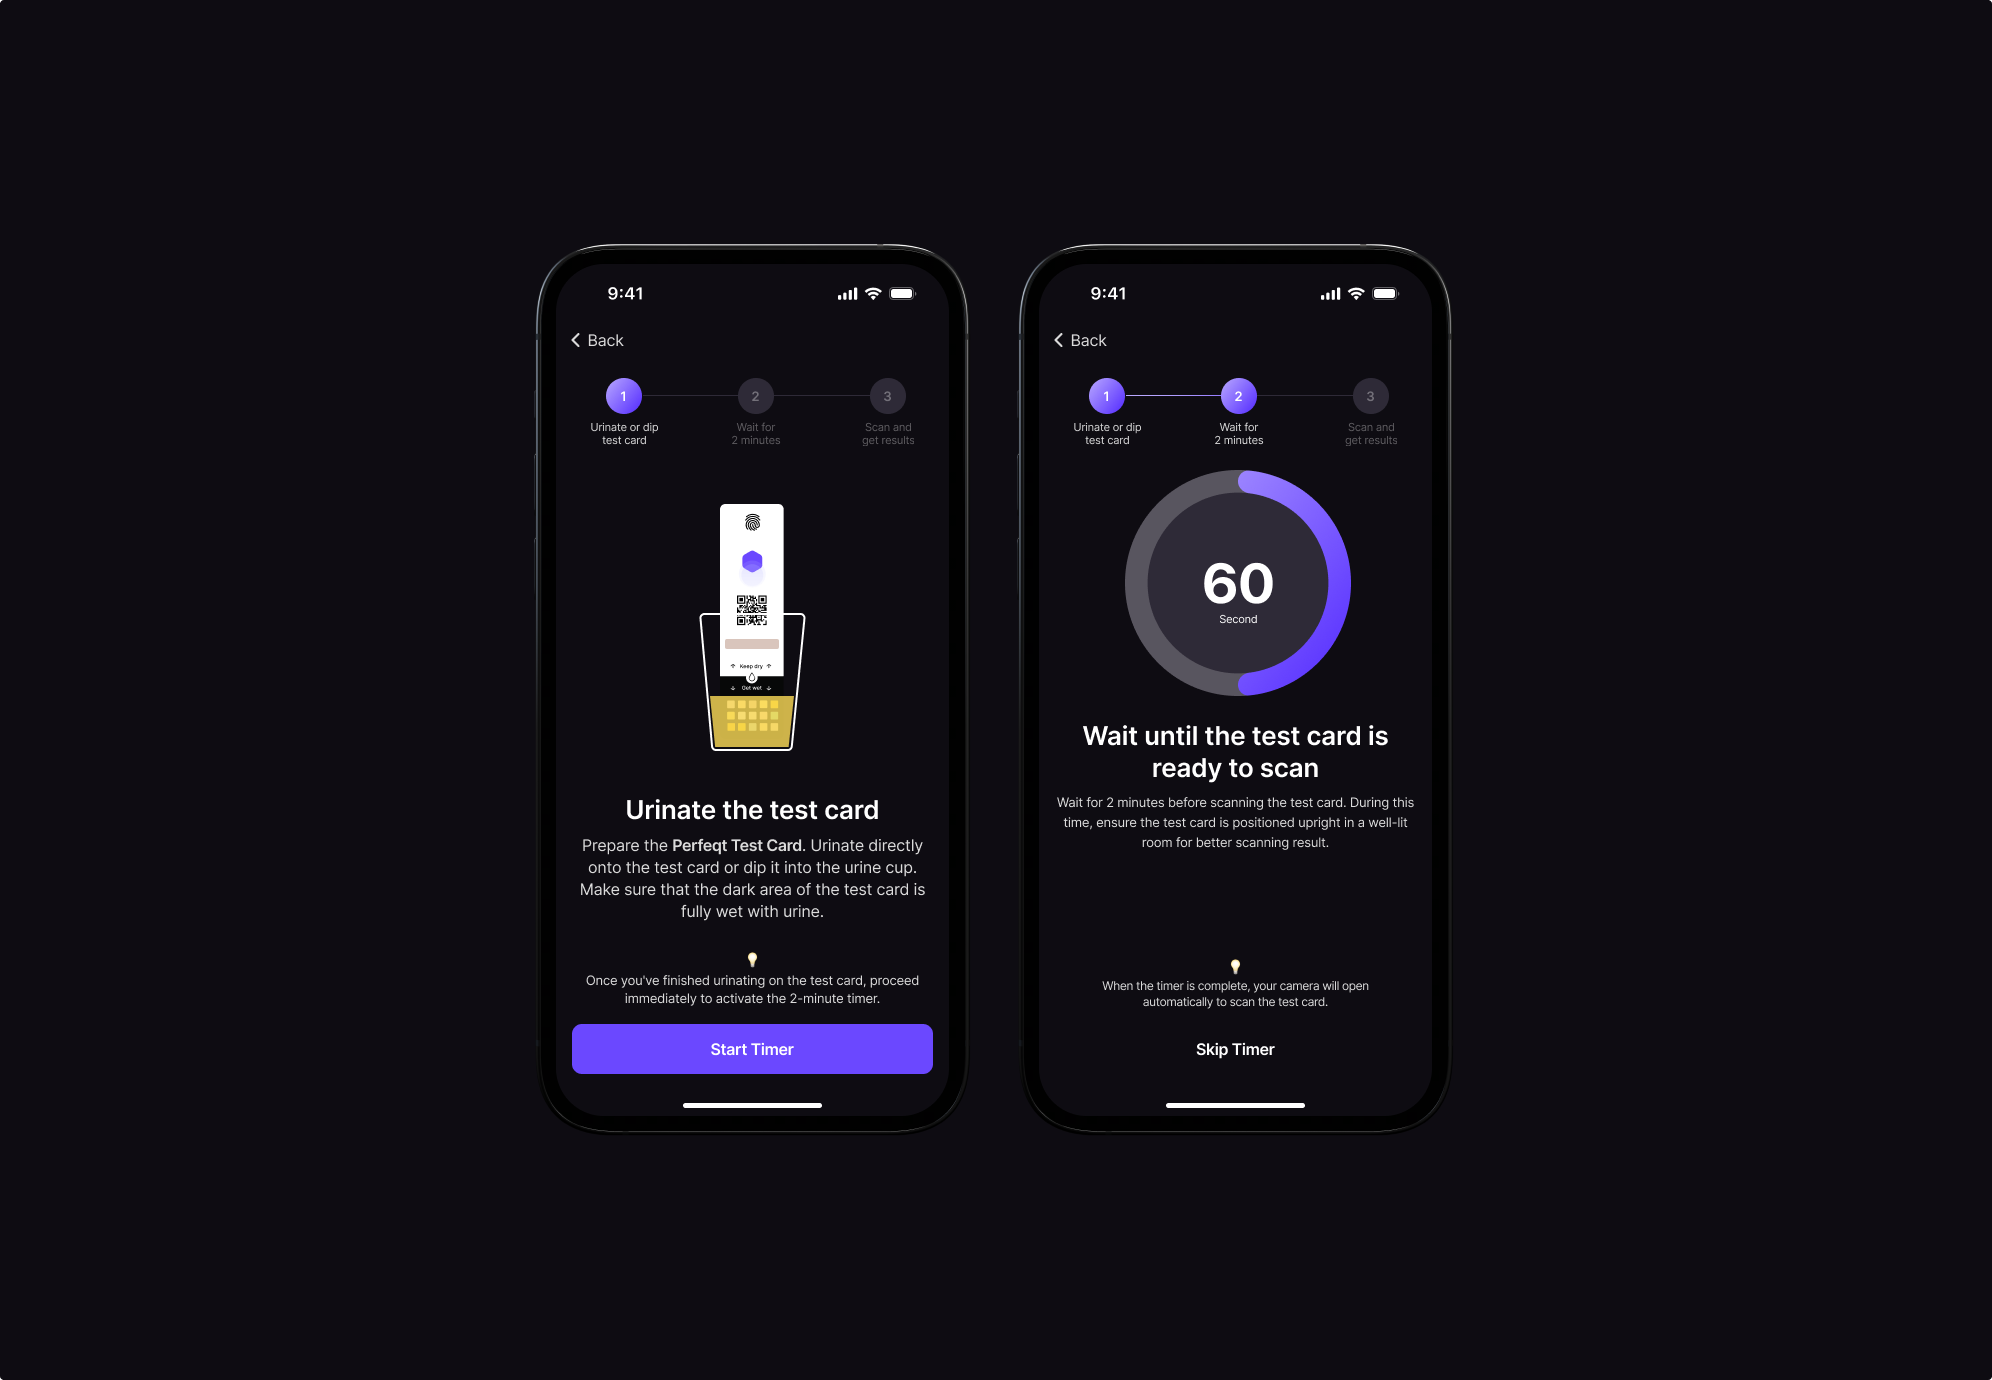 9:41
Back
1
2
3
Urinate or dip
test card
Wait for
2 minutes
Scan and
get results
Keep dry
Get wet
Urinate the test card
Prepare the Perfeqt Test Card. Urinate directly
onto the test card or dip it into the urine cup.
Make sure that the dark area of the test card is
fully wet with urine.
Once you've finished urinating on the test card, proceed
immediately to activate the 2-minute timer.
Start Timer
9:41
Back
1
2
3
Urinate or dip
test card
Wait for
2 minutes
Scan and
get results
60
Second
Wait until the test card is
ready to scan
Wait for 2 minutes before scanning the test card. During this
time, ensure the test card is positioned upright in a well-lit
room for better scanning result.
When the timer is complete, your camera will open
automatically to scan the test card.
Skip Timer